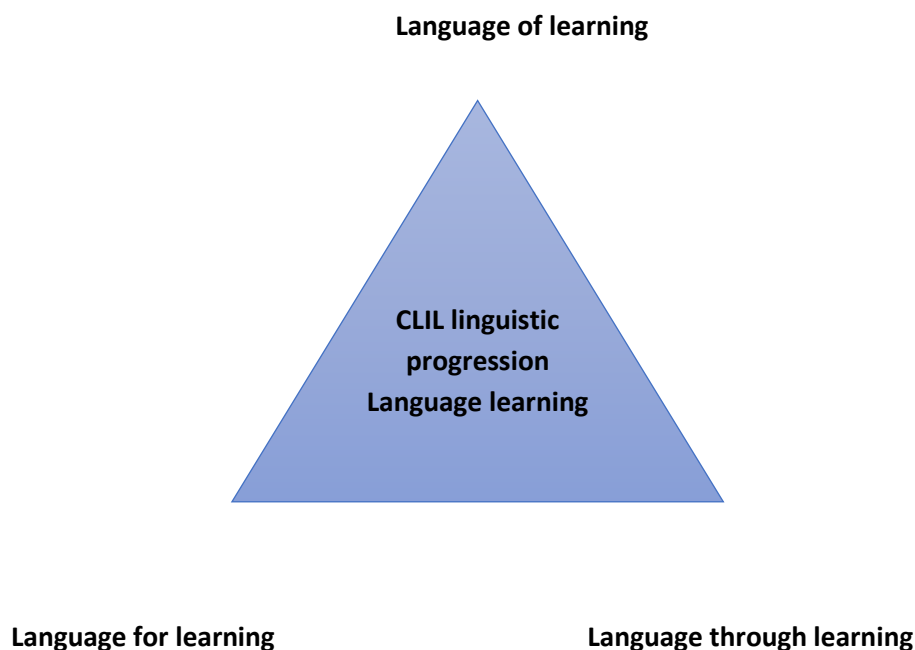 Language of learning
CLIL linguistic
progression
Language learning
Language for learning
Language through learning